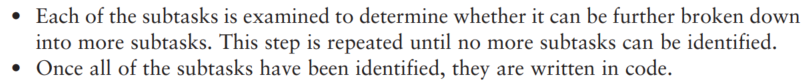 • Each of the subtasks is examined to determine whether it can be further broken down
into more subtasks. This step is repeated until no more subtasks can be identified.
• Once all of the subtasks have been identified, they are written in code.